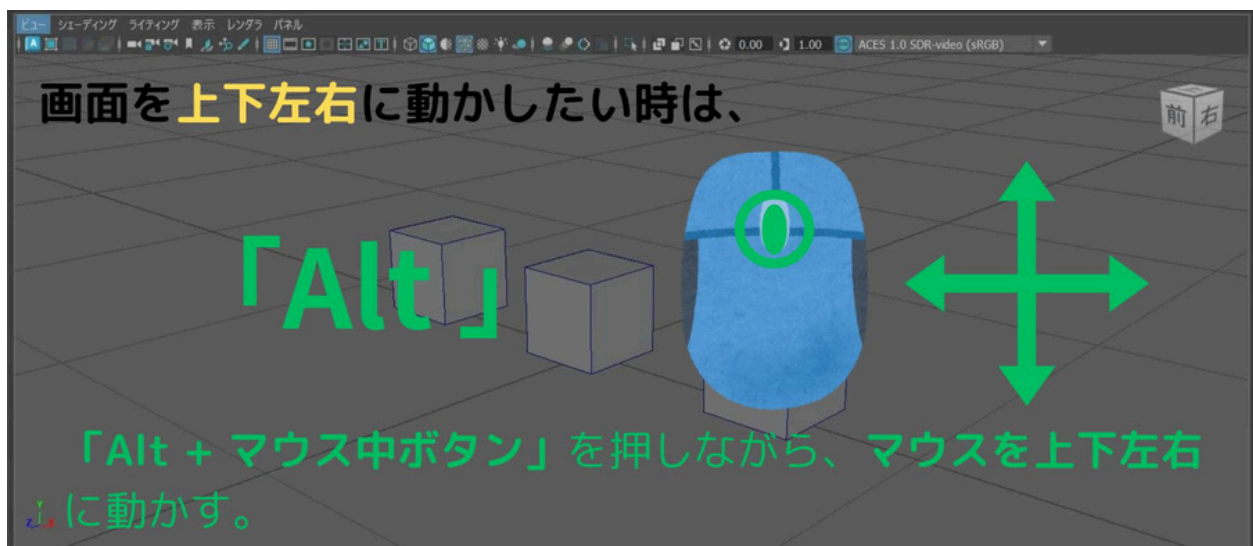 ビュー シェーディング ライティング 表示 レンダラ パネル
0.00 1.00 ACES 1.0 SDR-video (sRGB)
画面を上下左右に動かしたい時は、
前 右
「Alt 」
「Alt + マウス中ボタン」を押しながら、マウスを上下左右
に動かす。
Y
Z X